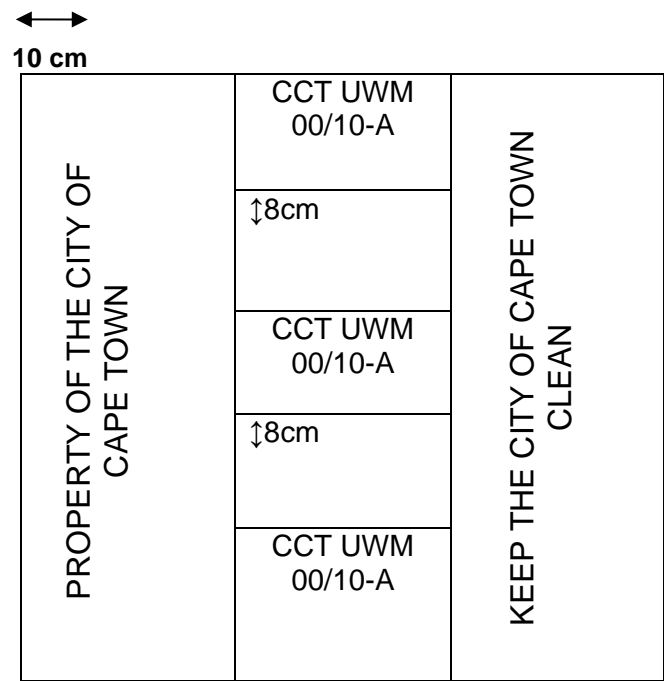 10 cm
PROPERTY OF THE CITY OF
CAPE TOWN
CCT UWM
00/10-A
↕8cm
CCT UWM
00/10-A
↕8cm
CCT UWM
00/10-A
KEEP THE CITY OF CAPE TOWN
CLEAN